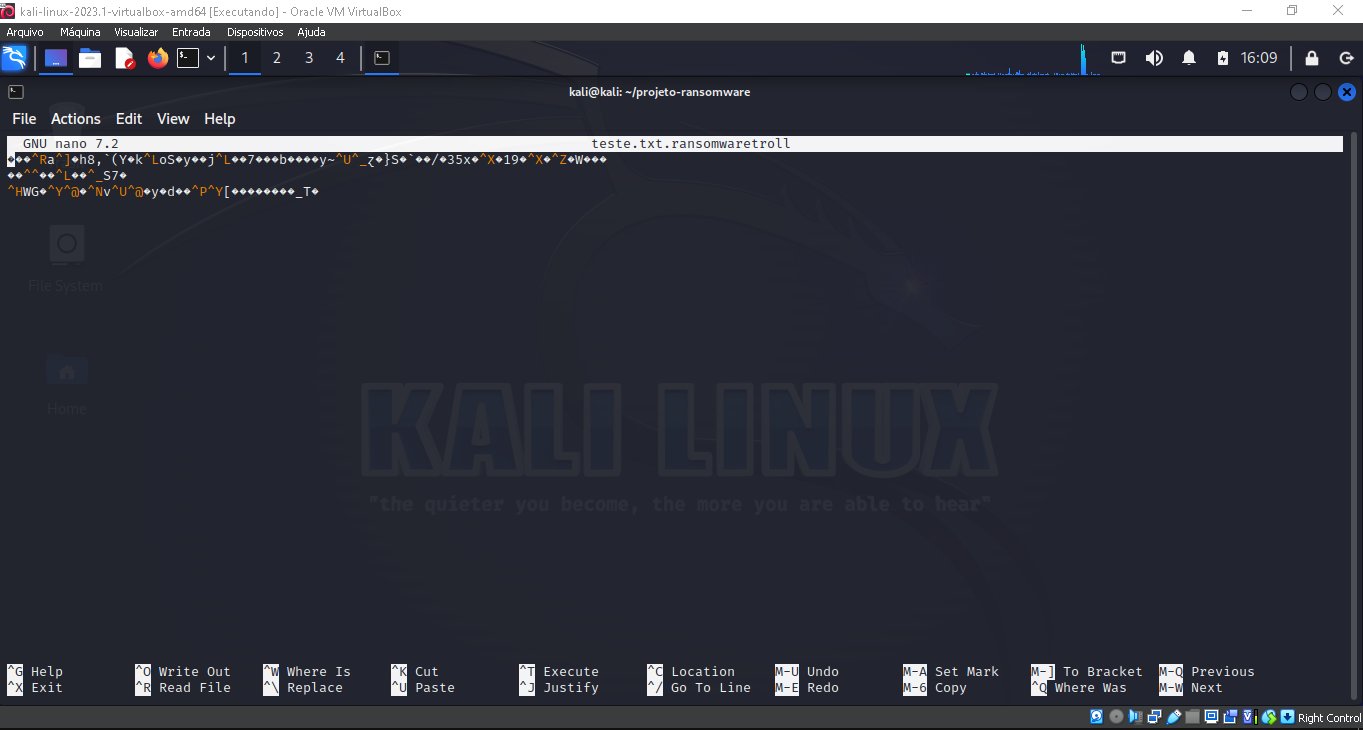 kali-linux-2023.1-virtualbox-amd64 [Executando] - Oracle VM VirtualBox
Arquivo Máquina Visualizar Entrada Dispositivos Ajuda
1 2 3 4 16:09
kali@kali: ~/projeto-ransomware
File Actions Edit View Help
GNU nano 7.2 teste.txt.ransomwaretroll
���^Ra^]�h8,`(Y�k^LoS�y��j^L��7���b����y~^U^_ɀ�}S�`��/�35x�^X�19�^X�^Z�W���
��^^��^L��^_S7�
^HWG�^Y^@�^Nv^U^@�y�d��^P^Y[��������_T�
File System
Home
KALI LINUX
"the quieter you become, the more you are able to hear"
^G Help ^O Write Out ^W Where Is ^K Cut ^T Execute ^C Location M-U Undo M-A Set Mark M-] To Bracket M-Q Previous
^X Exit ^R Read File ^\ Replace ^U Paste ^J Justify ^/ Go To Line M-E Redo M-6 Copy ^Q Where Was M-W Next
Right Control